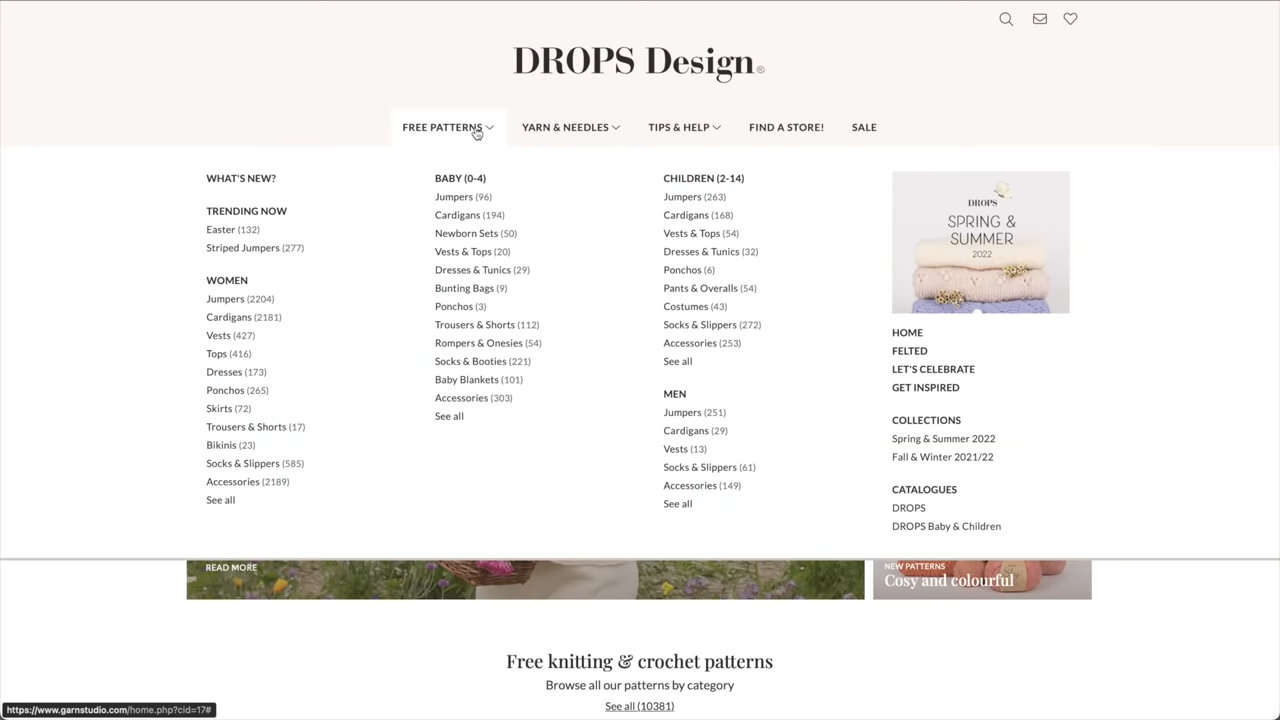 DROPS Design®
FREE PATTERNS
YARN & NEEDLES
TIPS & HELP
FIND A STORE!
SALE
WHAT'S NEW?
TRENDING NOW
Easter (132)
Striped Jumpers (277)
WOMEN
Jumpers (2204)
Cardigans (2181)
Vests (427)
Tops (416)
Dresses (173)
Ponchos (265)
Skirts (72)
Trousers & Shorts (17)
Bikinis (23)
Socks & Slippers (585)
Accessories (2189)
See all
BABY (0-4)
Jumpers (96)
Cardigans (194)
Newborn Sets (50)
Vests & Tops (20)
Dresses & Tunics (29)
Bunting Bags (9)
Ponchos (3)
Trousers & Shorts (112)
Rompers & Onesies (54)
Socks & Booties (221)
Baby Blankets (101)
Accessories (303)
See all
CHILDREN (2-14)
Jumpers (263)
Cardigans (168)
Vests & Tops (54)
Dresses & Tunics (32)
Ponchos (6)
Pants & Overalls (54)
Costumes (43)
Socks & Slippers (272)
Accessories (253)
See all
MEN
Jumpers (251)
Cardigans (29)
Vests (13)
Socks & Slippers (61)
Accessories (149)
See all
DROPS
SPRING &
SUMMER
2022
HOME
FELTED
LET'S CELEBRATE
GET INSPIRED
COLLECTIONS
Spring & Summer 2022
Fall & Winter 2021/22
CATALOGUES
DROPS
DROPS Baby & Children
READ MORE
NEW PATTERNS
Cosy and colourful
Free knitting & crochet patterns
Browse all our patterns by category
See all (10381)
https://www.garnstudio.com/home.php?cid=17#